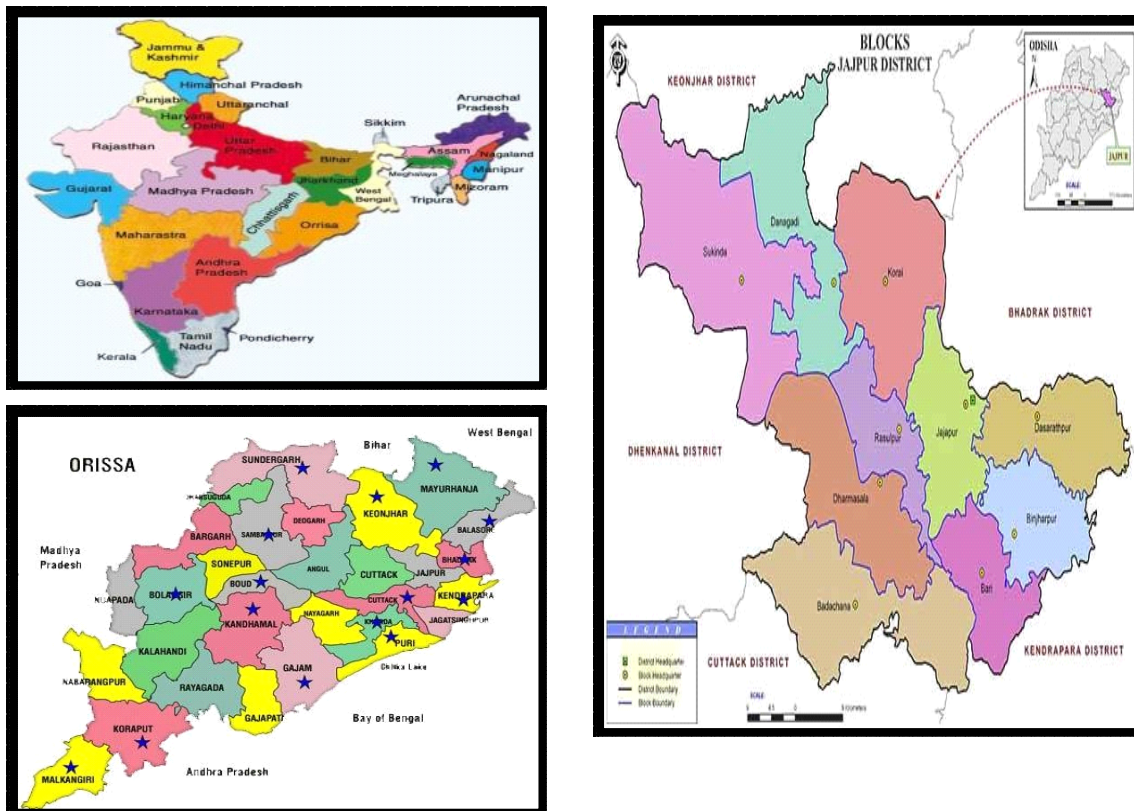 Jammu &
Kashmir
Himanchal Pradesh
Punjab
Uttaranchal
Haryana
Delhi
Arunachal
Pradesh
Sikkim
Rajasthan
Uttar
Pradesh
Assam
Nagaland
Bihar
Meghalaya
Manipur
Gujarat
Madhya Pradesh
Jharkhand
West
Bengal
Mizoram
Tripura
Chhattisgarh
Orrisa
Maharastra
Andhra
Pradesh
Goa
Karnataka
Pondicherry
Tamil
Nadu
Kerala
ORISSA
West Bengal
Bihar
SUNDERGARH
MAYURHANJA
KEONJHAR
DEOGARH
BALASORE
BARGARH
Madhya
Pradesh
SONEPUR
ANGUL
CUTTACK
JAJPUR
BOUD
BOLANGIR
CUTTACK
KENDRAPARA
KANDHAMAL
NAYAGARH
JAGATSINGHPUR
PURI
KALAHANDI
GAJAM
Chilka Lake
NABARANGPUR
RAYAGADA
GAJAPATI
Bay of Bengal
KORAPUT
Andhra Pradesh
MALKANGIRI
BLOCKS
JAJPUR DISTRICT
ODISHA
N
KEONJHAR DISTRICT
JAJPUR
SCALE
Danagadi
Sukinda
Korai
BHADRAK DISTRICT
Dasarathpur
Rasulpur
Jajapur
DHENKANAL DISTRICT
Dharmasala
Binjharpur
Bari
Badachana
KENDRAPARA DISTRICT
CUTTACK DISTRICT
LEGEND
District Headquarter
Block Headquarter
District Boundary
Block Boundary
SCALE